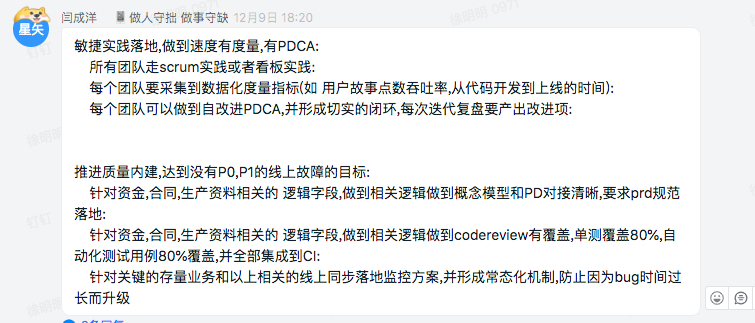 闫成洋 做人守拙 做事守缺 12月9日 18:20
星矢
敏捷实践落地,做到速度有度量,有PDCA:
所有团队走scrum实践或者看板实践:
每个团队要采集到数据化度量指标(如 用户故事点数吞吐率,从代码开发到上线的时间):
每个团队可以做到自改进PDCA,并形成切实的闭环,每次迭代复盘要产出改进项:
推进质量内建,达到没有P0,P1的线上故障的目标:
针对资金,合同,生产资料相关的 逻辑字段,做到相关逻辑做到概念模型和PD对接清晰,要求prd规范
落地:
针对资金,合同,生产资料相关的 逻辑字段,做到相关逻辑做到codereview有覆盖,单测覆盖80%,自
动化测试用例80%覆盖,并全部集成到CI:
针对关键的存量业务和以上相关的线上同步落地监控方案,并形成常态化机制,防止因为bug时间过
长而升级